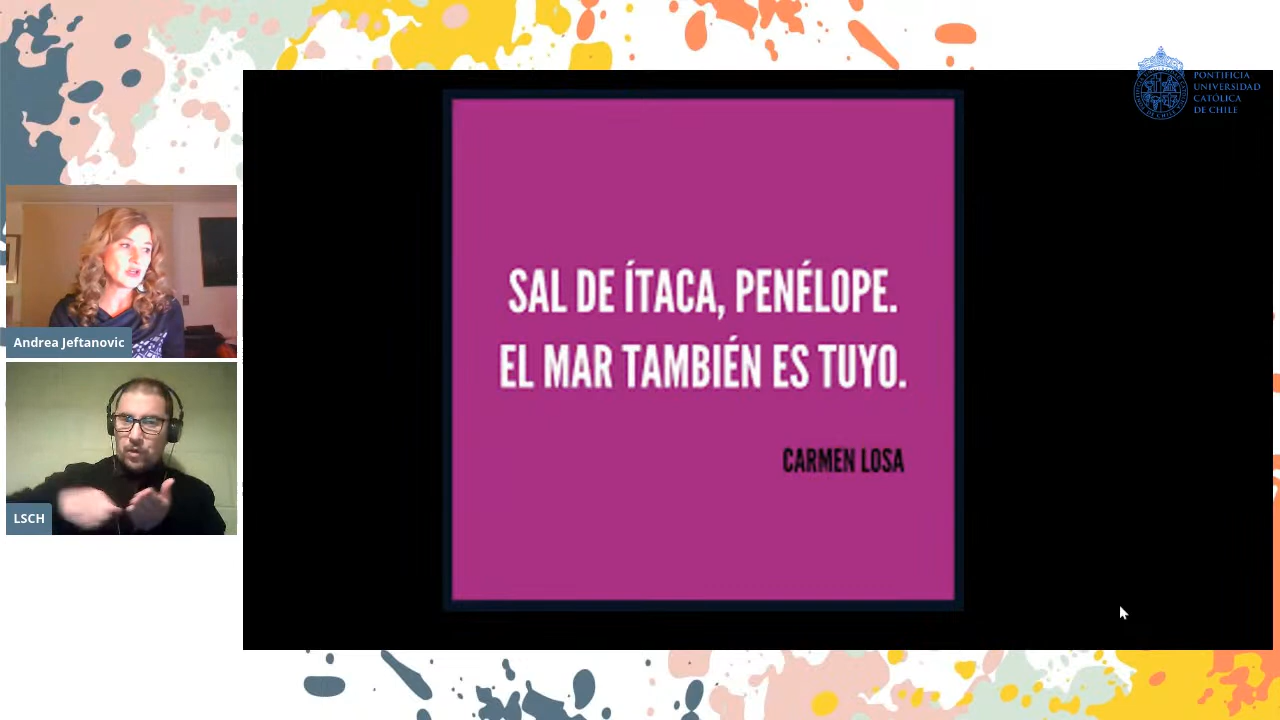 PONTIFICIA
UNIVERSIDAD
CATÓLICA
DE CHILE
SAL DE ÍTACA, PENÉLOPE.
EL MAR TAMBIÉN ES TUYO.
CARMEN LOSA
Andrea Jeftanovic
LSCH